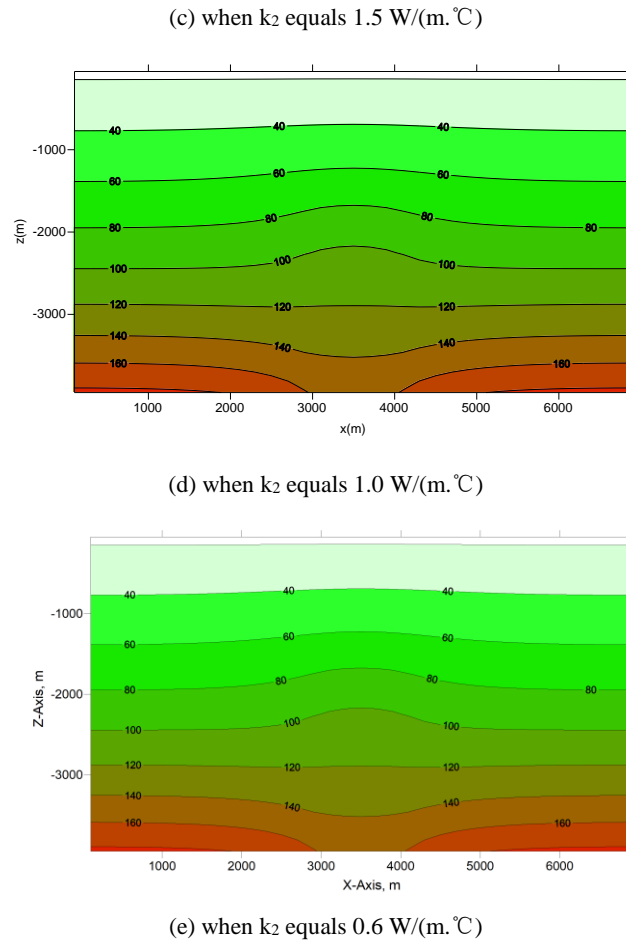 (c) when k₂ equals 1.5 W/(m.℃)
40 40 40
-1000
60 60 60
80 80 80 80
-2000
z(m)
100 100 100
120 120 120
-3000
140 140 140
160 160
1000 2000 3000 4000 5000 6000
x(m)
(d) when k₂ equals 1.0 W/(m.℃)
40 40 40
-1000
60 60 60
80 80 80 80
-2000
Z-Axis, m
100 100 100
120 120 120
-3000
140 140 140
160 160
1000 2000 3000 4000 5000 6000
X-Axis, m
(e) when k₂ equals 0.6 W/(m.℃)